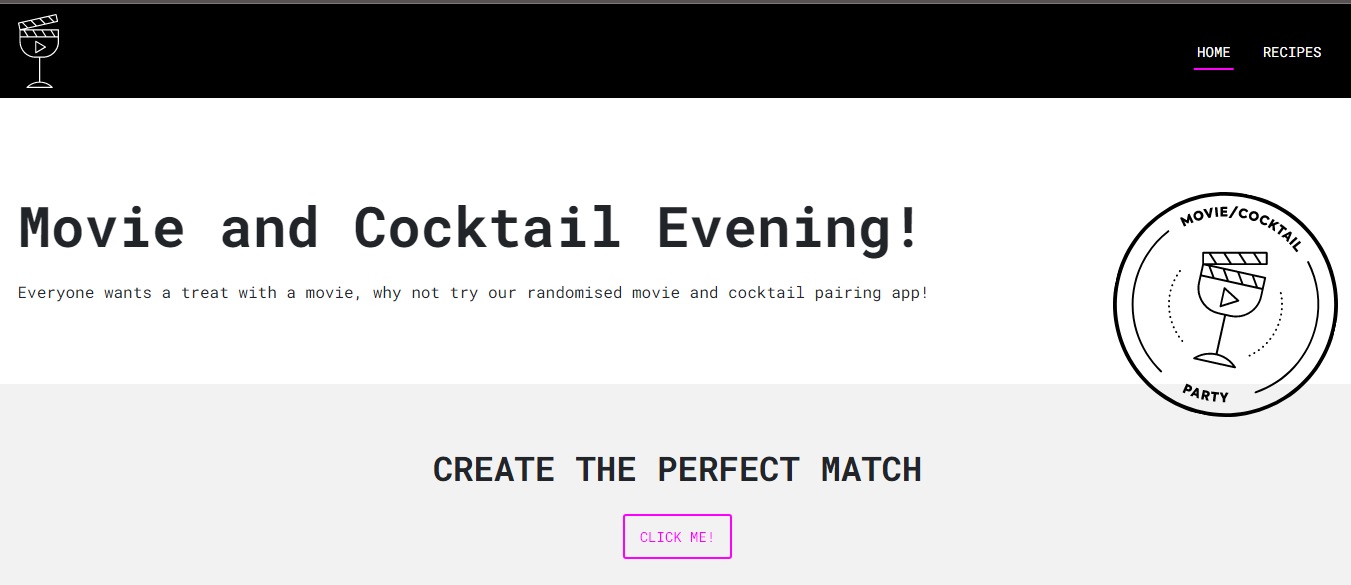 HOME RECIPES
Movie and Cocktail Evening!
Everyone wants a treat with a movie, why not try our randomised movie and cocktail pairing app!
MOVIE/COCKTAIL
PARTY
CREATE THE PERFECT MATCH
CLICK ME!